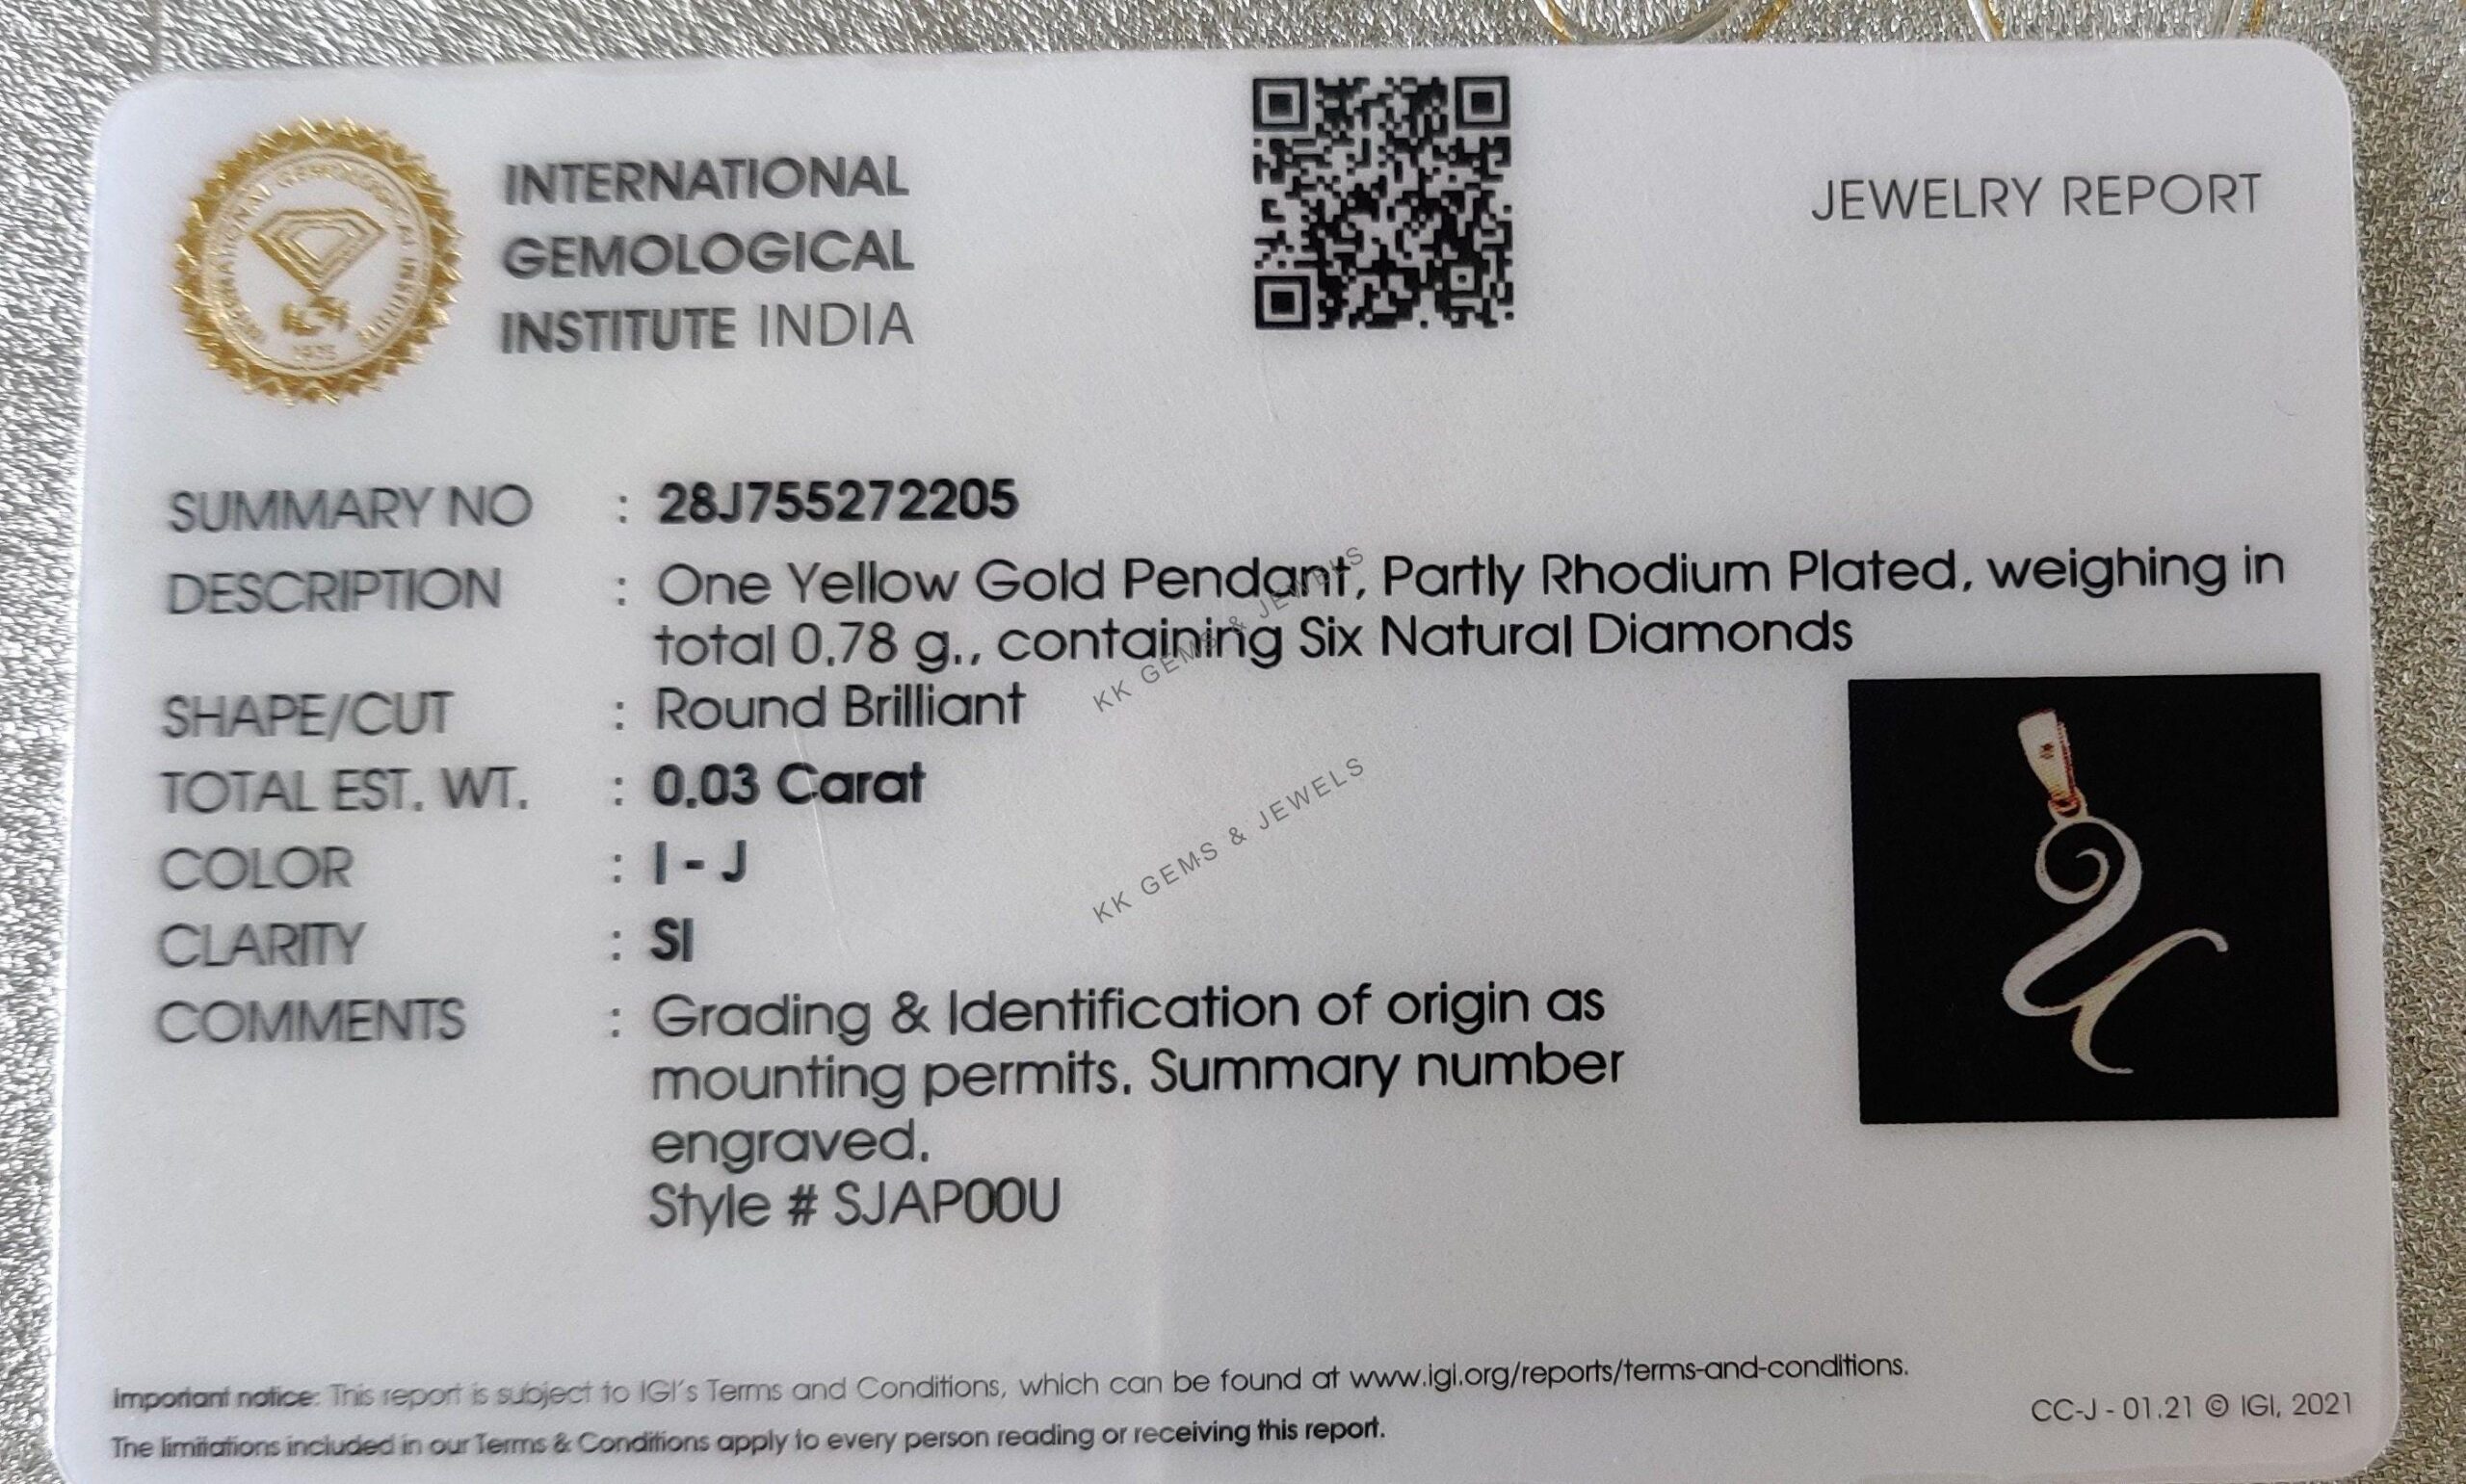 INTERNATIONAL
GEMOLOGICAL
INSTITUTE INDIA
JEWELRY REPORT
INTERNATIONAL GEMOLOGICAL INSTITUTE
IGI
1975
SUMMARY NO : 28J755272205
DESCRIPTION : One Yellow Gold Pendant, Partly Rhodium Plated, weighing in
total 0.78 g., containing Six Natural Diamonds
SHAPE/CUT : Round Brilliant
TOTAL EST. WT. : 0.03 Carat
COLOR : I - J
CLARITY : SI
COMMENTS : Grading & Identification of origin as
mounting permits. Summary number
engraved.
Style # SJAP00U
KK GEMS & JEWELS
KK GEMS & JEWELS
Important notice: This report is subject to IGI's Terms and Conditions, which can be found at www.igi.org/reports/terms-and-conditions.
The limitations included in our Terms & Conditions apply to every person reading or receiving this report.
CC-J - 01.21 © IGI, 2021